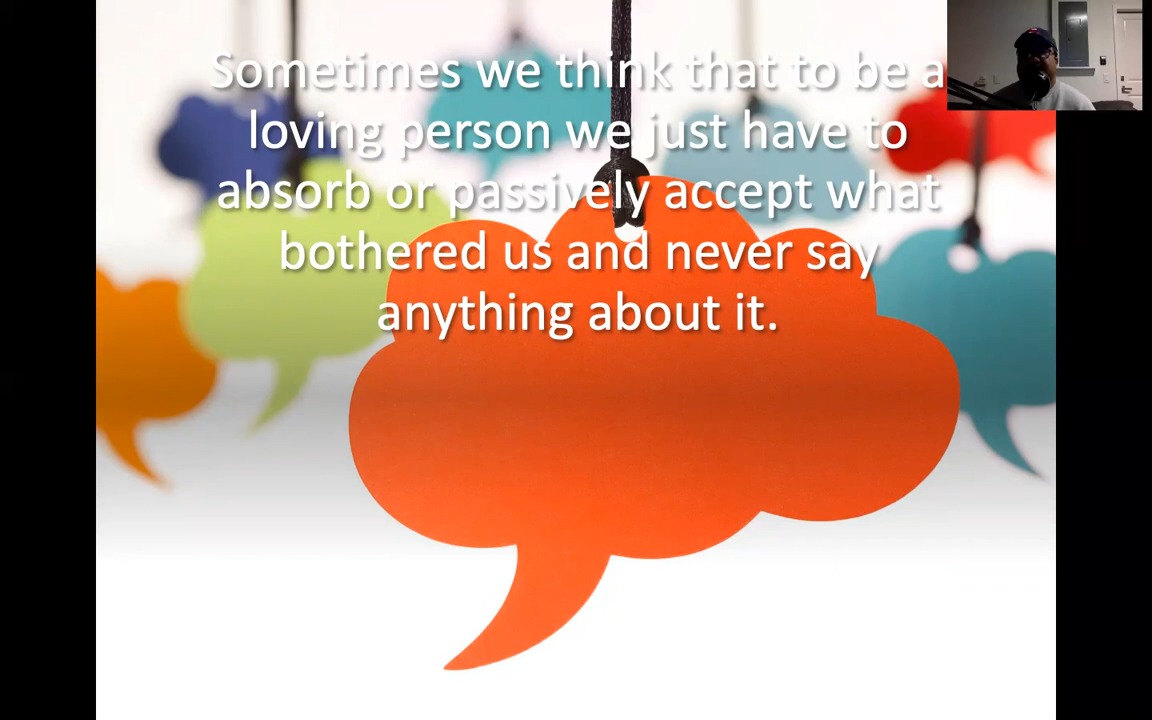 Sometimes we think that to be a
loving person we just have to
absorb or passively accept what
bothered us and never say
anything about it.